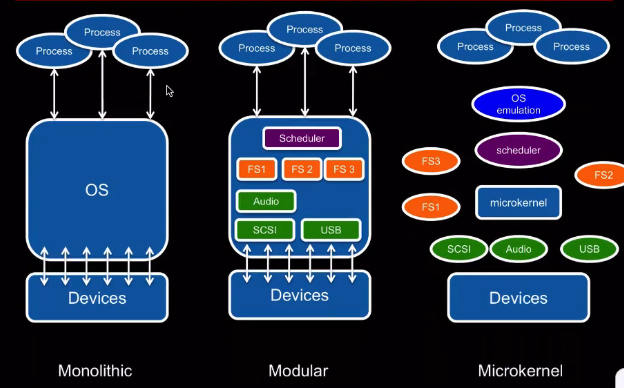 Process
Process
Process
OS
Devices
Monolithic
Process
Process
Process
Scheduler
FS1
FS 2
FS 3
Audio
SCSI
USB
Devices
Modular
Process
Process
Process
OS
emulation
scheduler
FS3
FS2
FS1
microkernel
SCSI
Audio
USB
Devices
Microkernel